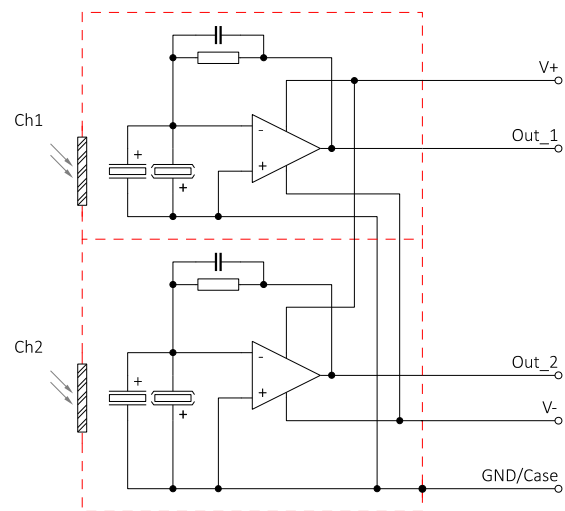 V+
Ch1
Out_1
+
-
+
+
Ch2
Out_2
+
-
+
+
V-
GND/Case